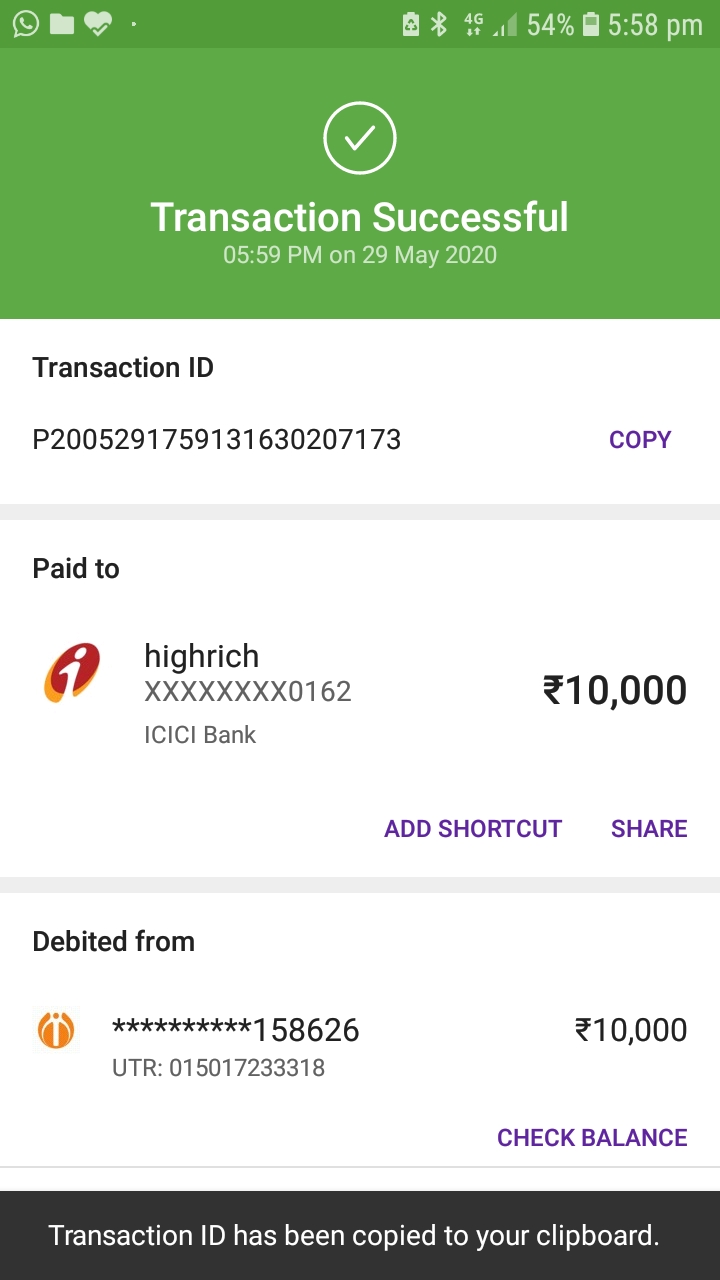 4G 54% 5:58 pm
Transaction Successful
05:59 PM on 29 May 2020
Transaction ID
P2005291759131630207173 COPY
Paid to
highrich
XXXXXXXX0162
₹10,000
ICICI Bank
ADD SHORTCUT SHARE
Debited from
**********158626 ₹10,000
UTR: 015017233318
CHECK BALANCE
Transaction ID has been copied to your clipboard.